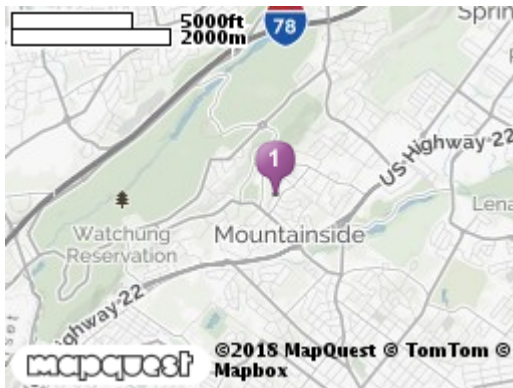 5000ft
2000m
78
Sprin
1
US Highway 22
Lena
Mountainside
Watchung
Reservation
Highway 22
mapquest
©2018 MapQuest © TomTom ©
Mapbox